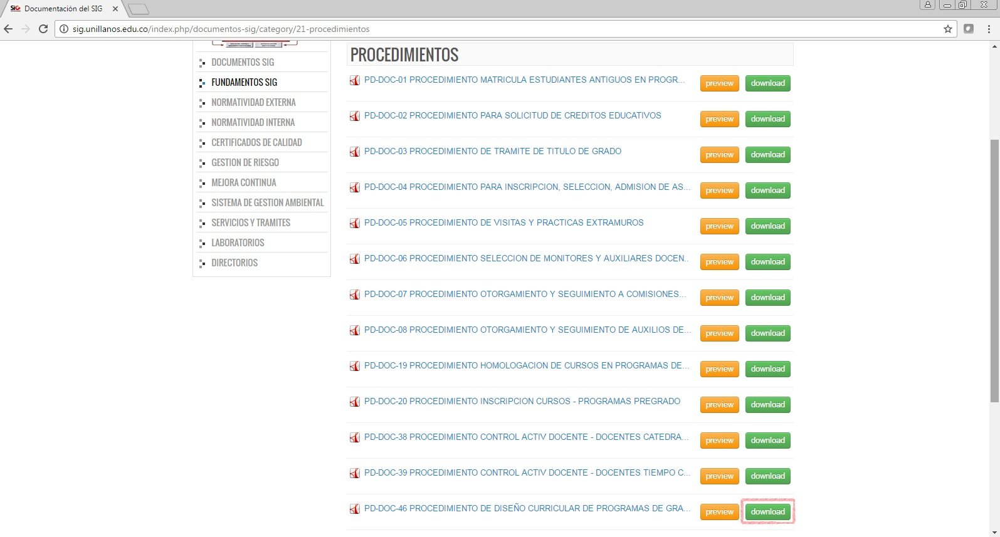 SIG Documentación del SIG
sig.unillanos.edu.co/index.php/documentos-sig/category/21-procedimientos
DOCUMENTOS SIG
FUNDAMENTOS SIG
NORMATIVIDAD EXTERNA
NORMATIVIDAD INTERNA
CERTIFICADOS DE CALIDAD
GESTION DE RIESGO
MEJORA CONTINUA
SISTEMA DE GESTION AMBIENTAL
SERVICIOS Y TRAMITES
LABORATORIOS
DIRECTORIOS
PROCEDIMIENTOS
PD-DOC-01 PROCEDIMIENTO MATRICULA ESTUDIANTES ANTIGUOS EN PROGR... preview download
PD-DOC-02 PROCEDIMIENTO PARA SOLICITUD DE CREDITOS EDUCATIVOS preview download
PD-DOC-03 PROCEDIMIENTO DE TRAMITE DE TITULO DE GRADO preview download
PD-DOC-04 PROCEDIMIENTO PARA INSCRIPCION, SELECCION, ADMISION DE AS... preview download
PD-DOC-05 PROCEDIMIENTO DE VISITAS Y PRACTICAS EXTRAMUROS preview download
PD-DOC-06 PROCEDIMIENTO SELECCION DE MONITORES Y AUXILIARES DOCEN.. preview download
PD-DOC-07 PROCEDIMIENTO OTORGAMIENTO Y SEGUIMIENTO A COMISIONES... preview download
PD-DOC-08 PROCEDIMIENTO OTORGAMIENTO Y SEGUIMIENTO DE AUXILIOS DE... preview download
PD-DOC-19 PROCEDIMIENTO HOMOLOGACION DE CURSOS EN PROGRAMAS DE... preview download
PD-DOC-20 PROCEDIMIENTO INSCRIPCION CURSOS - PROGRAMAS PREGRADO preview download
PD-DOC-38 PROCEDIMIENTO CONTROL ACTIV DOCENTE - DOCENTES CATEDRA... preview download
PD-DOC-39 PROCEDIMIENTO CONTROL ACTIV DOCENTE - DOCENTES TIEMPO C... preview download
PD-DOC-46 PROCEDIMIENTO DE DISEÑO CURRICULAR DE PROGRAMAS DE GRA... preview download